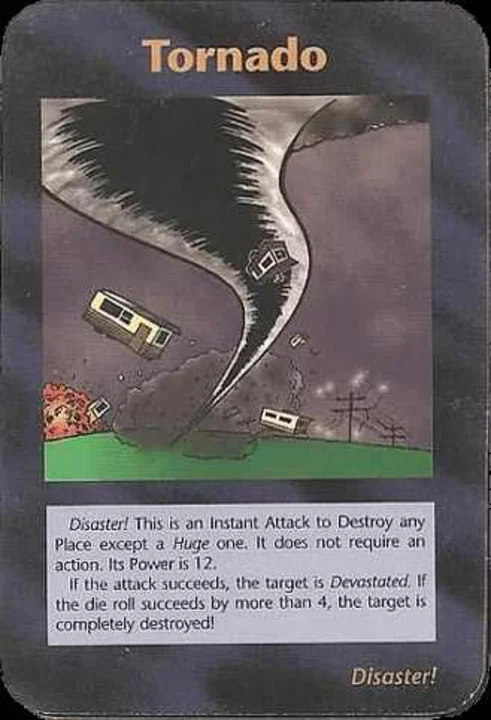 Tornado
Disaster! This is an Instant Attack to Destroy any
Place except a Huge one. It does not require an
action. Its Power is 12.
If the attack succeeds, the target is Devastated. If
the die roll succeeds by more than 4, the target is
completely destroyed!
Disaster!